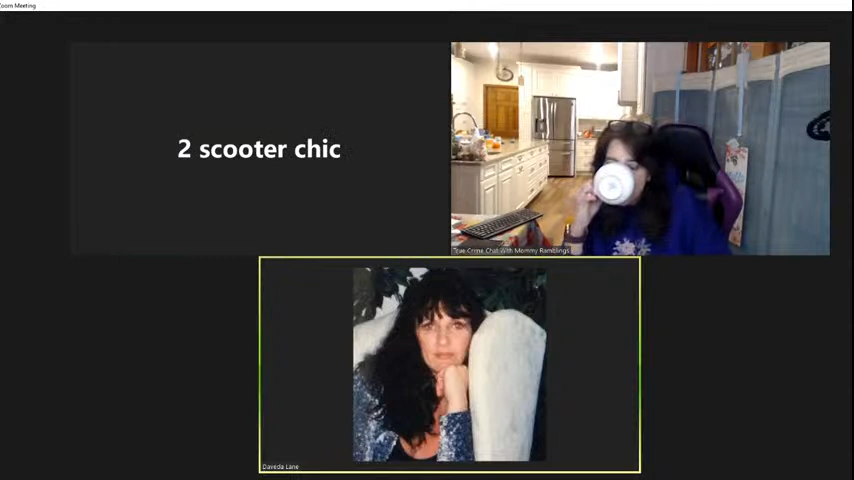 Zoom Meeting
2 scooter chic
True Crime Chat With Mommy Ramblings
Daveda Lane